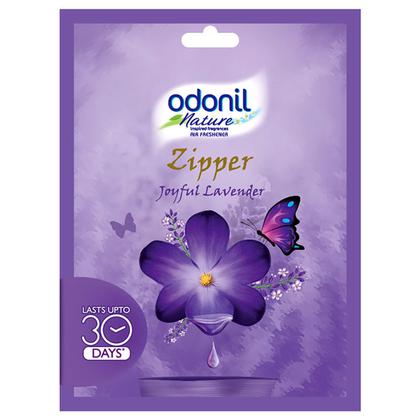 odonil
Nature
Inspired fragrances
AIR FRESHENER
Zipper
Joyful Lavender
LASTS UPTO
30
DAYS*